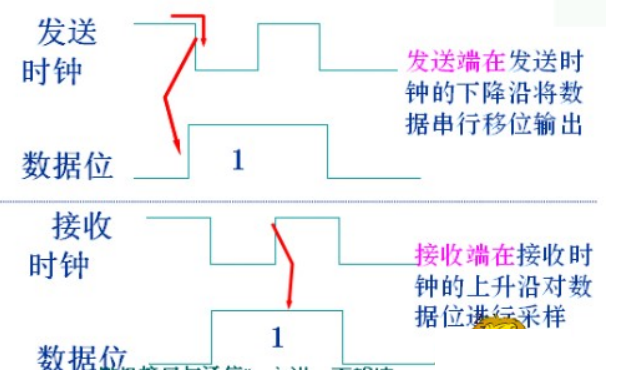 发送
时钟
发送端在发送时
钟的下降沿将数
据串行移位输出
数据位
1
接收
时钟
接收端在接收时
钟的上升沿对数
据位进行采样
1
数据位